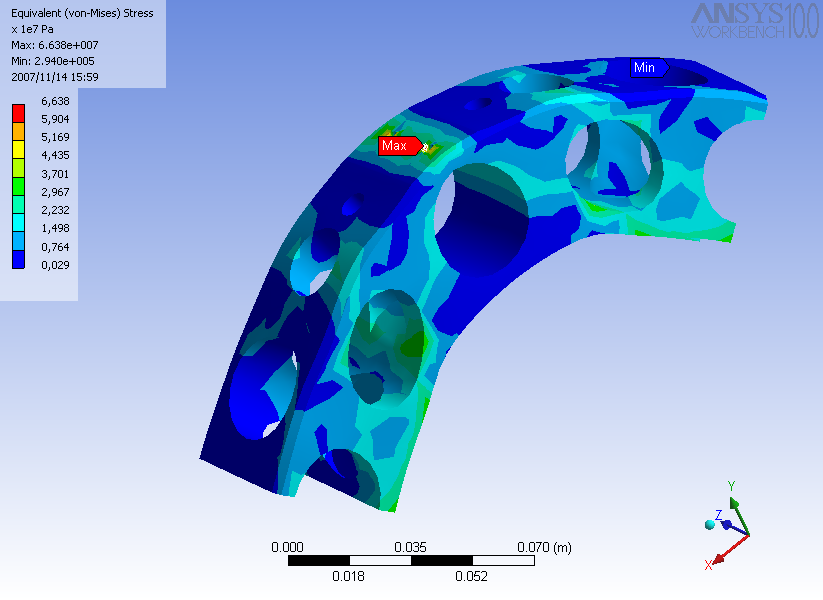 Equivalent (von-Mises) Stress
x 1e7 Pa
Max: 6.638e+007
Min: 2.940e+005
2007/11/14 15:59
ANSYS 10.0
WORKBENCH
6,638
5,904
5,169
4,435
3,701
2,967
2,232
1,498
0,764
0,029
Min
Max
0.000
0.035
0.070 (m)
0.018
0.052
Y
Z
X